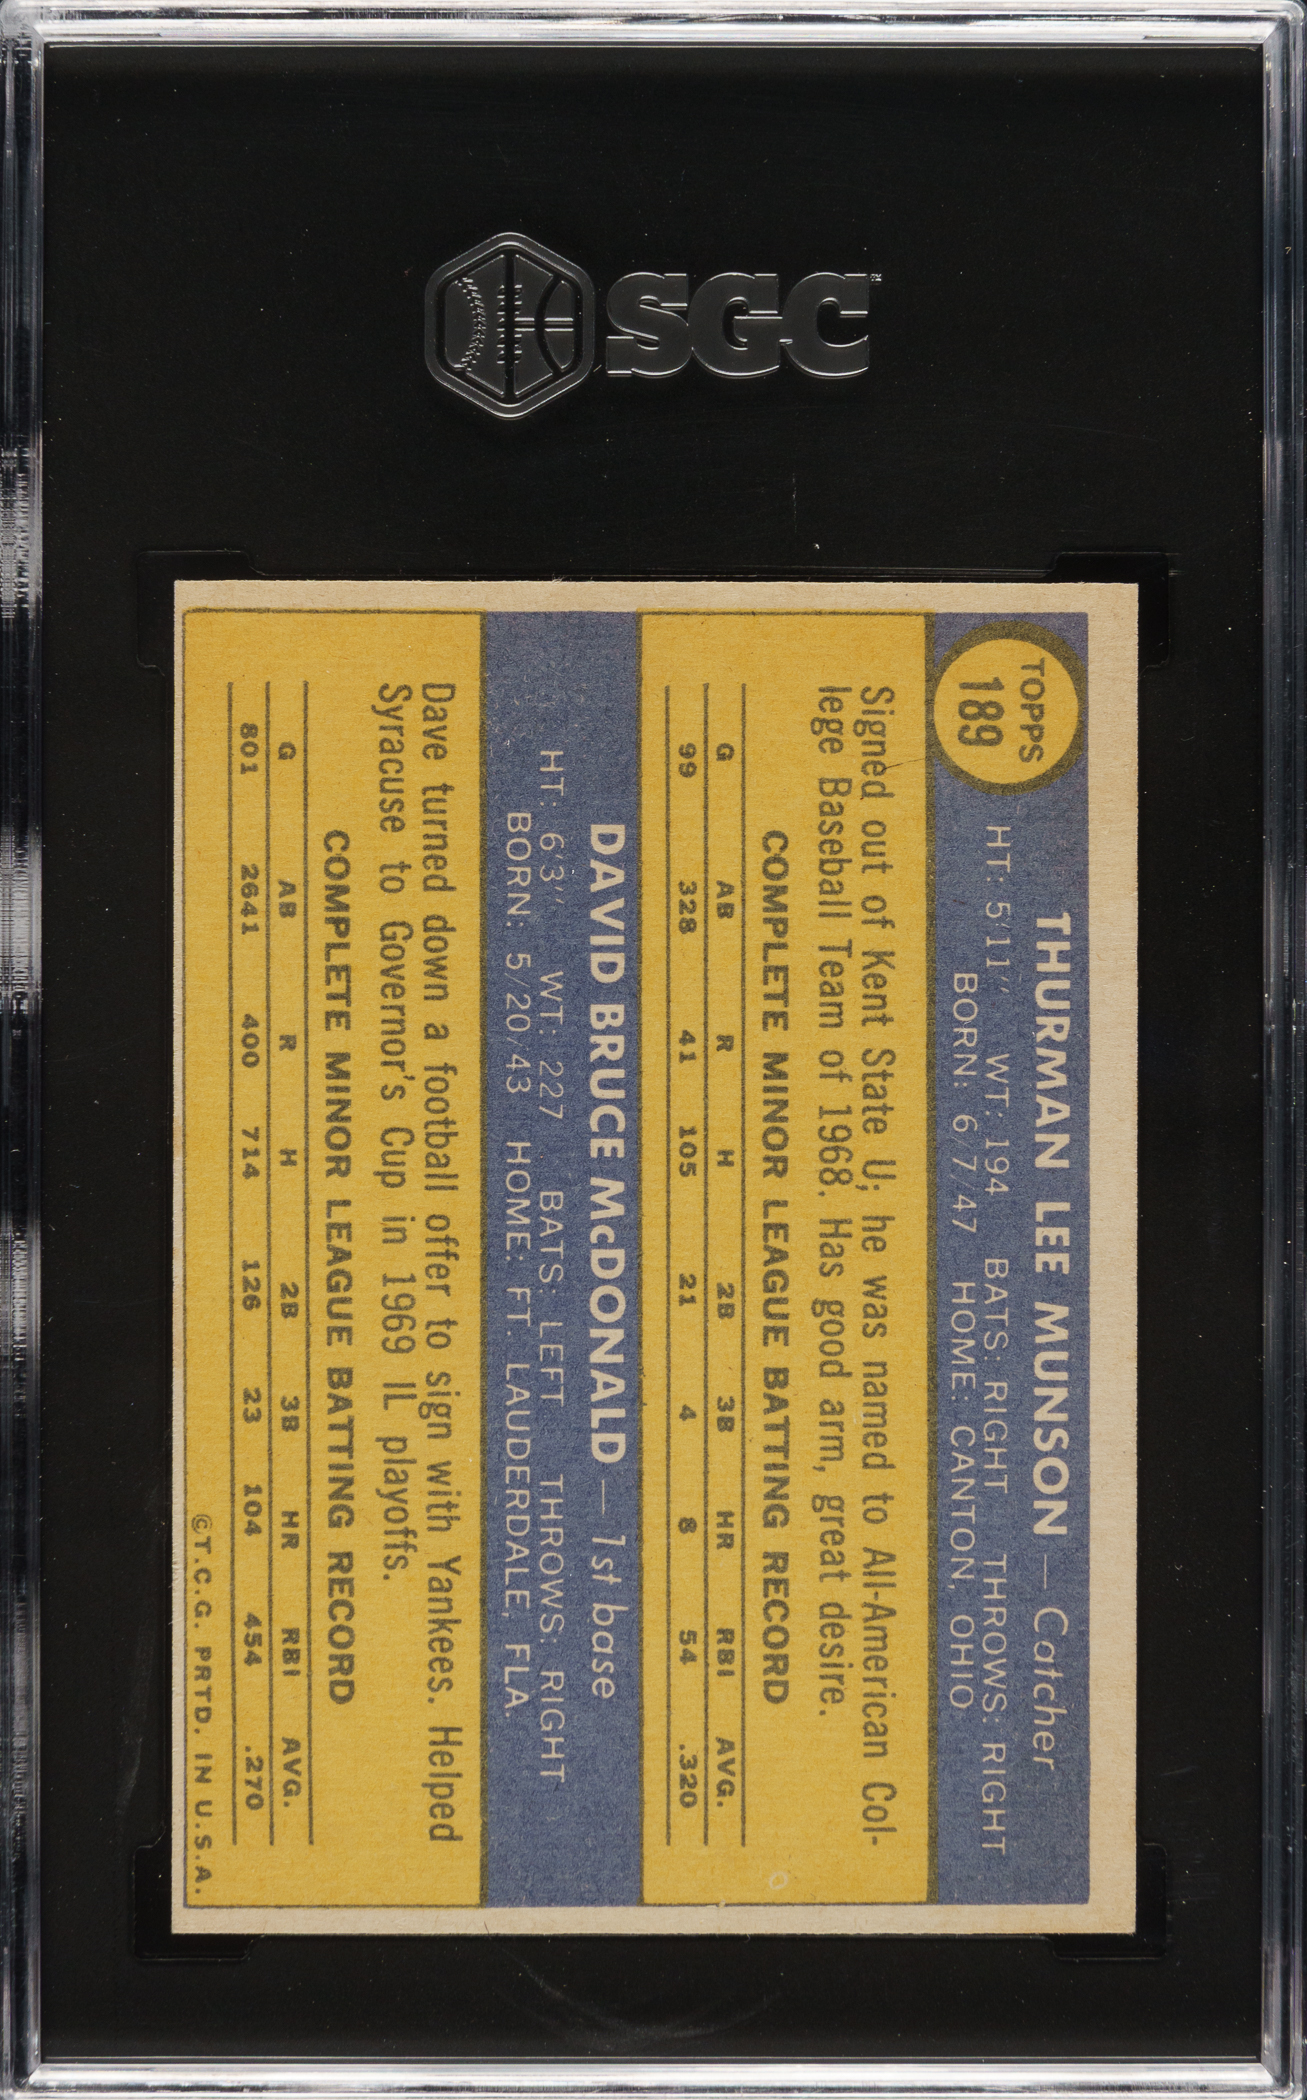 SGC
TOPPS
189
THURMAN LEE MUNSON — Catcher
HT: 5'11" WT: 194 BATS: RIGHT THROWS: RIGHT
BORN: 6/7/47 HOME: CANTON, OHIO
Signed out of Kent State U; he was named to All-American Col-
lege Baseball Team of 1968. Has good arm, great desire.
COMPLETE MINOR LEAGUE BATTING RECORD
G AB R H 2B 3B HR RBI AVG.
99 328 41 105 21 4 8 54 .320
DAVID BRUCE McDONALD — 1st base
HT: 6'3" WT: 227 BATS: LEFT THROWS: RIGHT
BORN: 5/20/43 HOME: FT. LAUDERDALE, FLA.
Dave turned down a football offer to sign with Yankees. Helped
Syracuse to Governor's Cup in 1969 IL playoffs.
COMPLETE MINOR LEAGUE BATTING RECORD
G AB R H 2B 3B HR RBI AVG.
801 2641 400 714 126 23 104 454 .270
©T.C.G. PRTD. IN U.S.A.